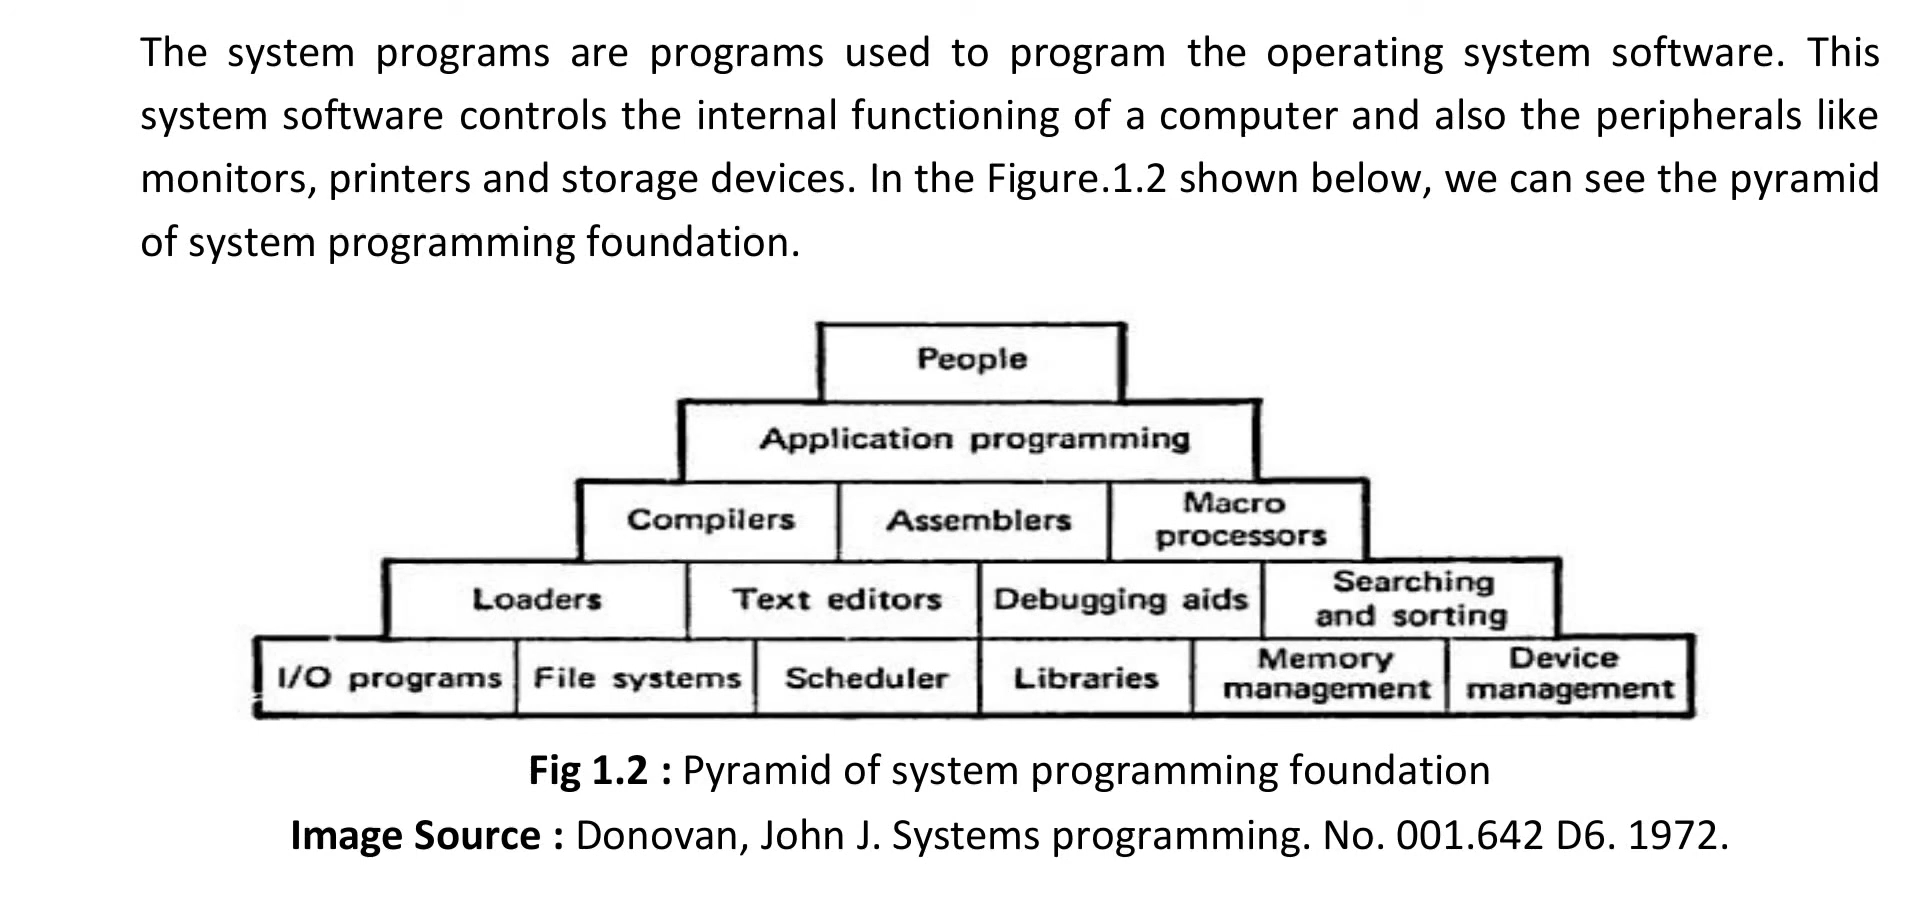 The system programs are programs used to program the operating system software. This
system software controls the internal functioning of a computer and also the peripherals like
monitors, printers and storage devices. In the Figure.1.2 shown below, we can see the pyramid
of system programming foundation.
People
Application programming
Compilers Assemblers Macro processors
Loaders Text editors Debugging aids Searching and sorting
I/O programs File systems Scheduler Libraries Memory management Device management
Fig 1.2 : Pyramid of system programming foundation
Image Source : Donovan, John J. Systems programming. No. 001.642 D6. 1972.